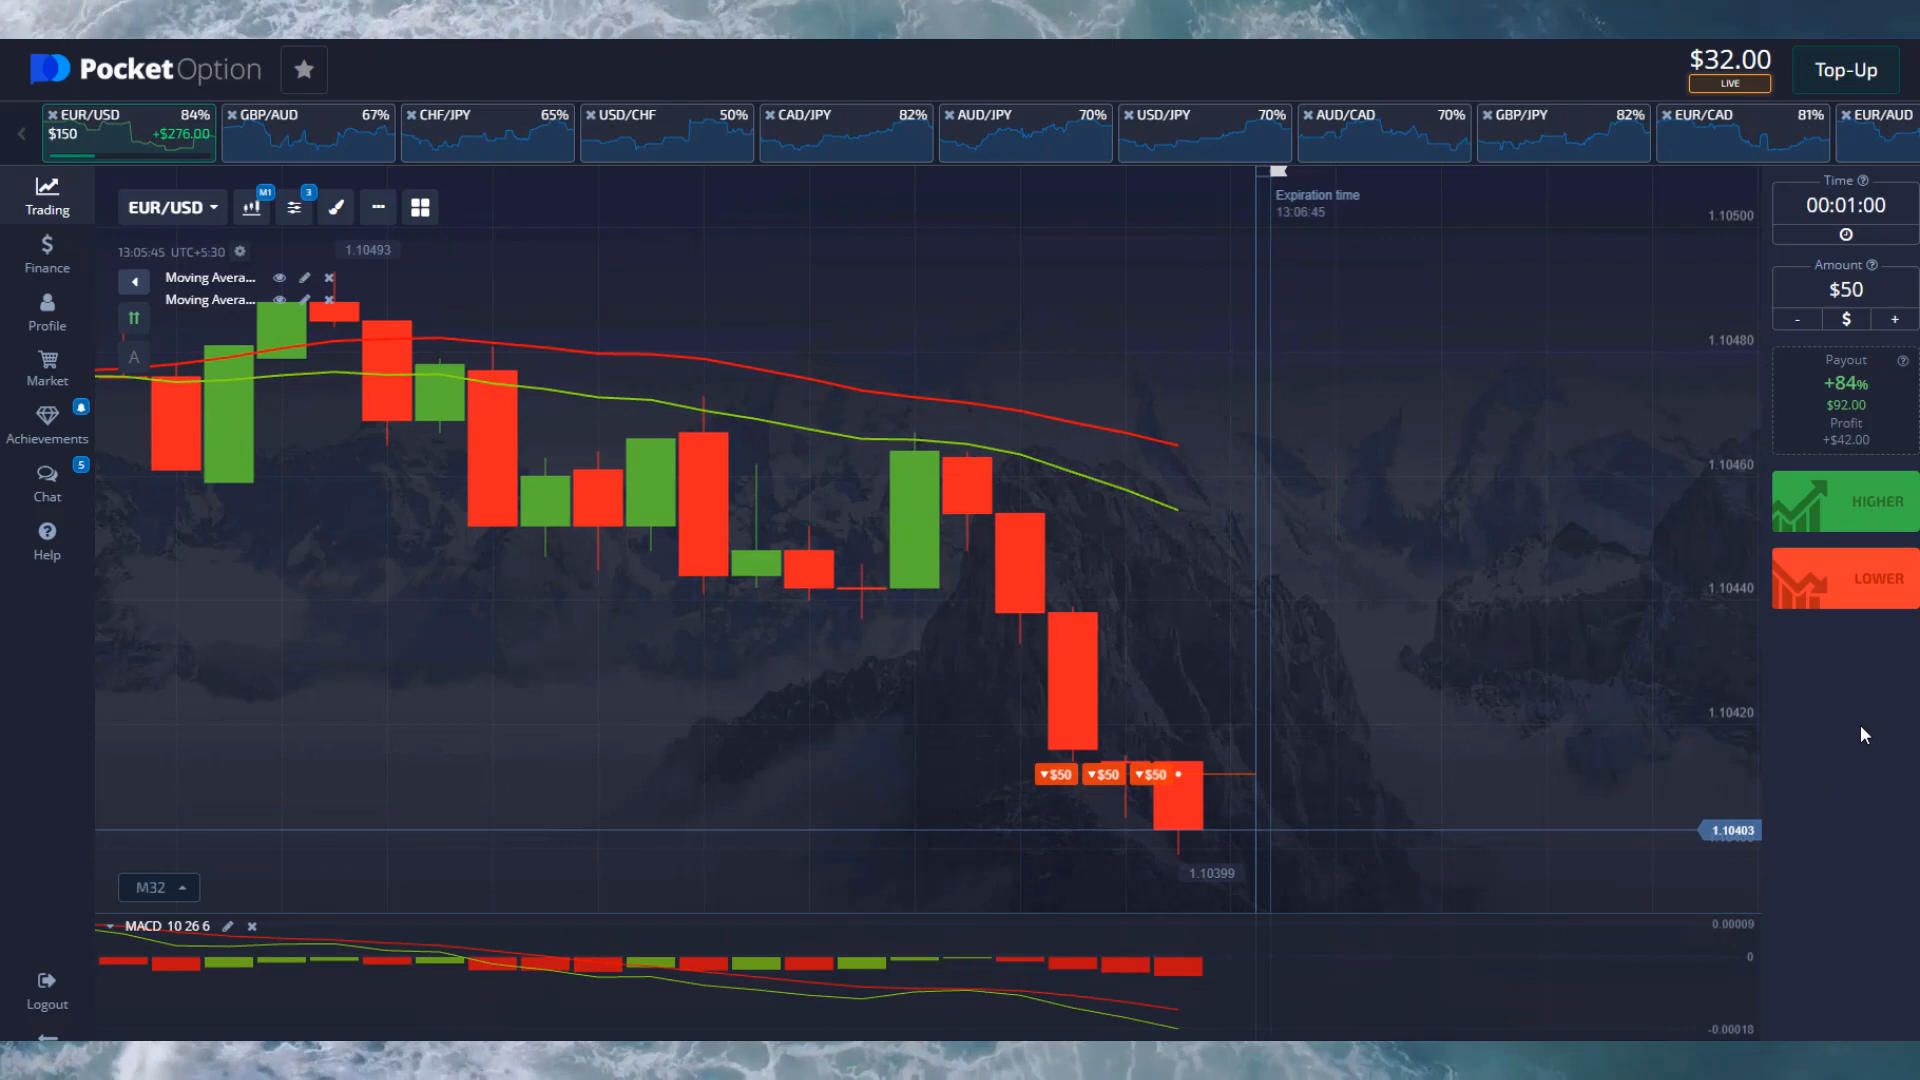 PocketOption
$32.00
LIVE
Top-Up
EUR/USD 84%
$150 +$276.00
GBP/AUD 67%
CHF/JPY 65%
USD/CHF 50%
CAD/JPY 82%
AUD/JPY 70%
USD/JPY 70%
AUD/CAD 70%
GBP/JPY 82%
EUR/CAD 81%
EUR/AUD
Trading
Finance
Profile
Market
Achievements
5
Chat
Help
Logout
EUR/USD
M1
3
13:05:45 UTC+5:30
1.10493
Moving Avera...
Moving Avera...
A
Expiration time
13:06:45
1.10500
1.10480
1.10460
1.10440
1.10420
1.10403
$50 $50 $50
1.10399
M32
MACD 10 26 6
0.00009
0
-0.00018
Time
00:01:00
Amount
$50
- $ +
Payout
+84%
$92.00
Profit
+$42.00
HIGHER
LOWER